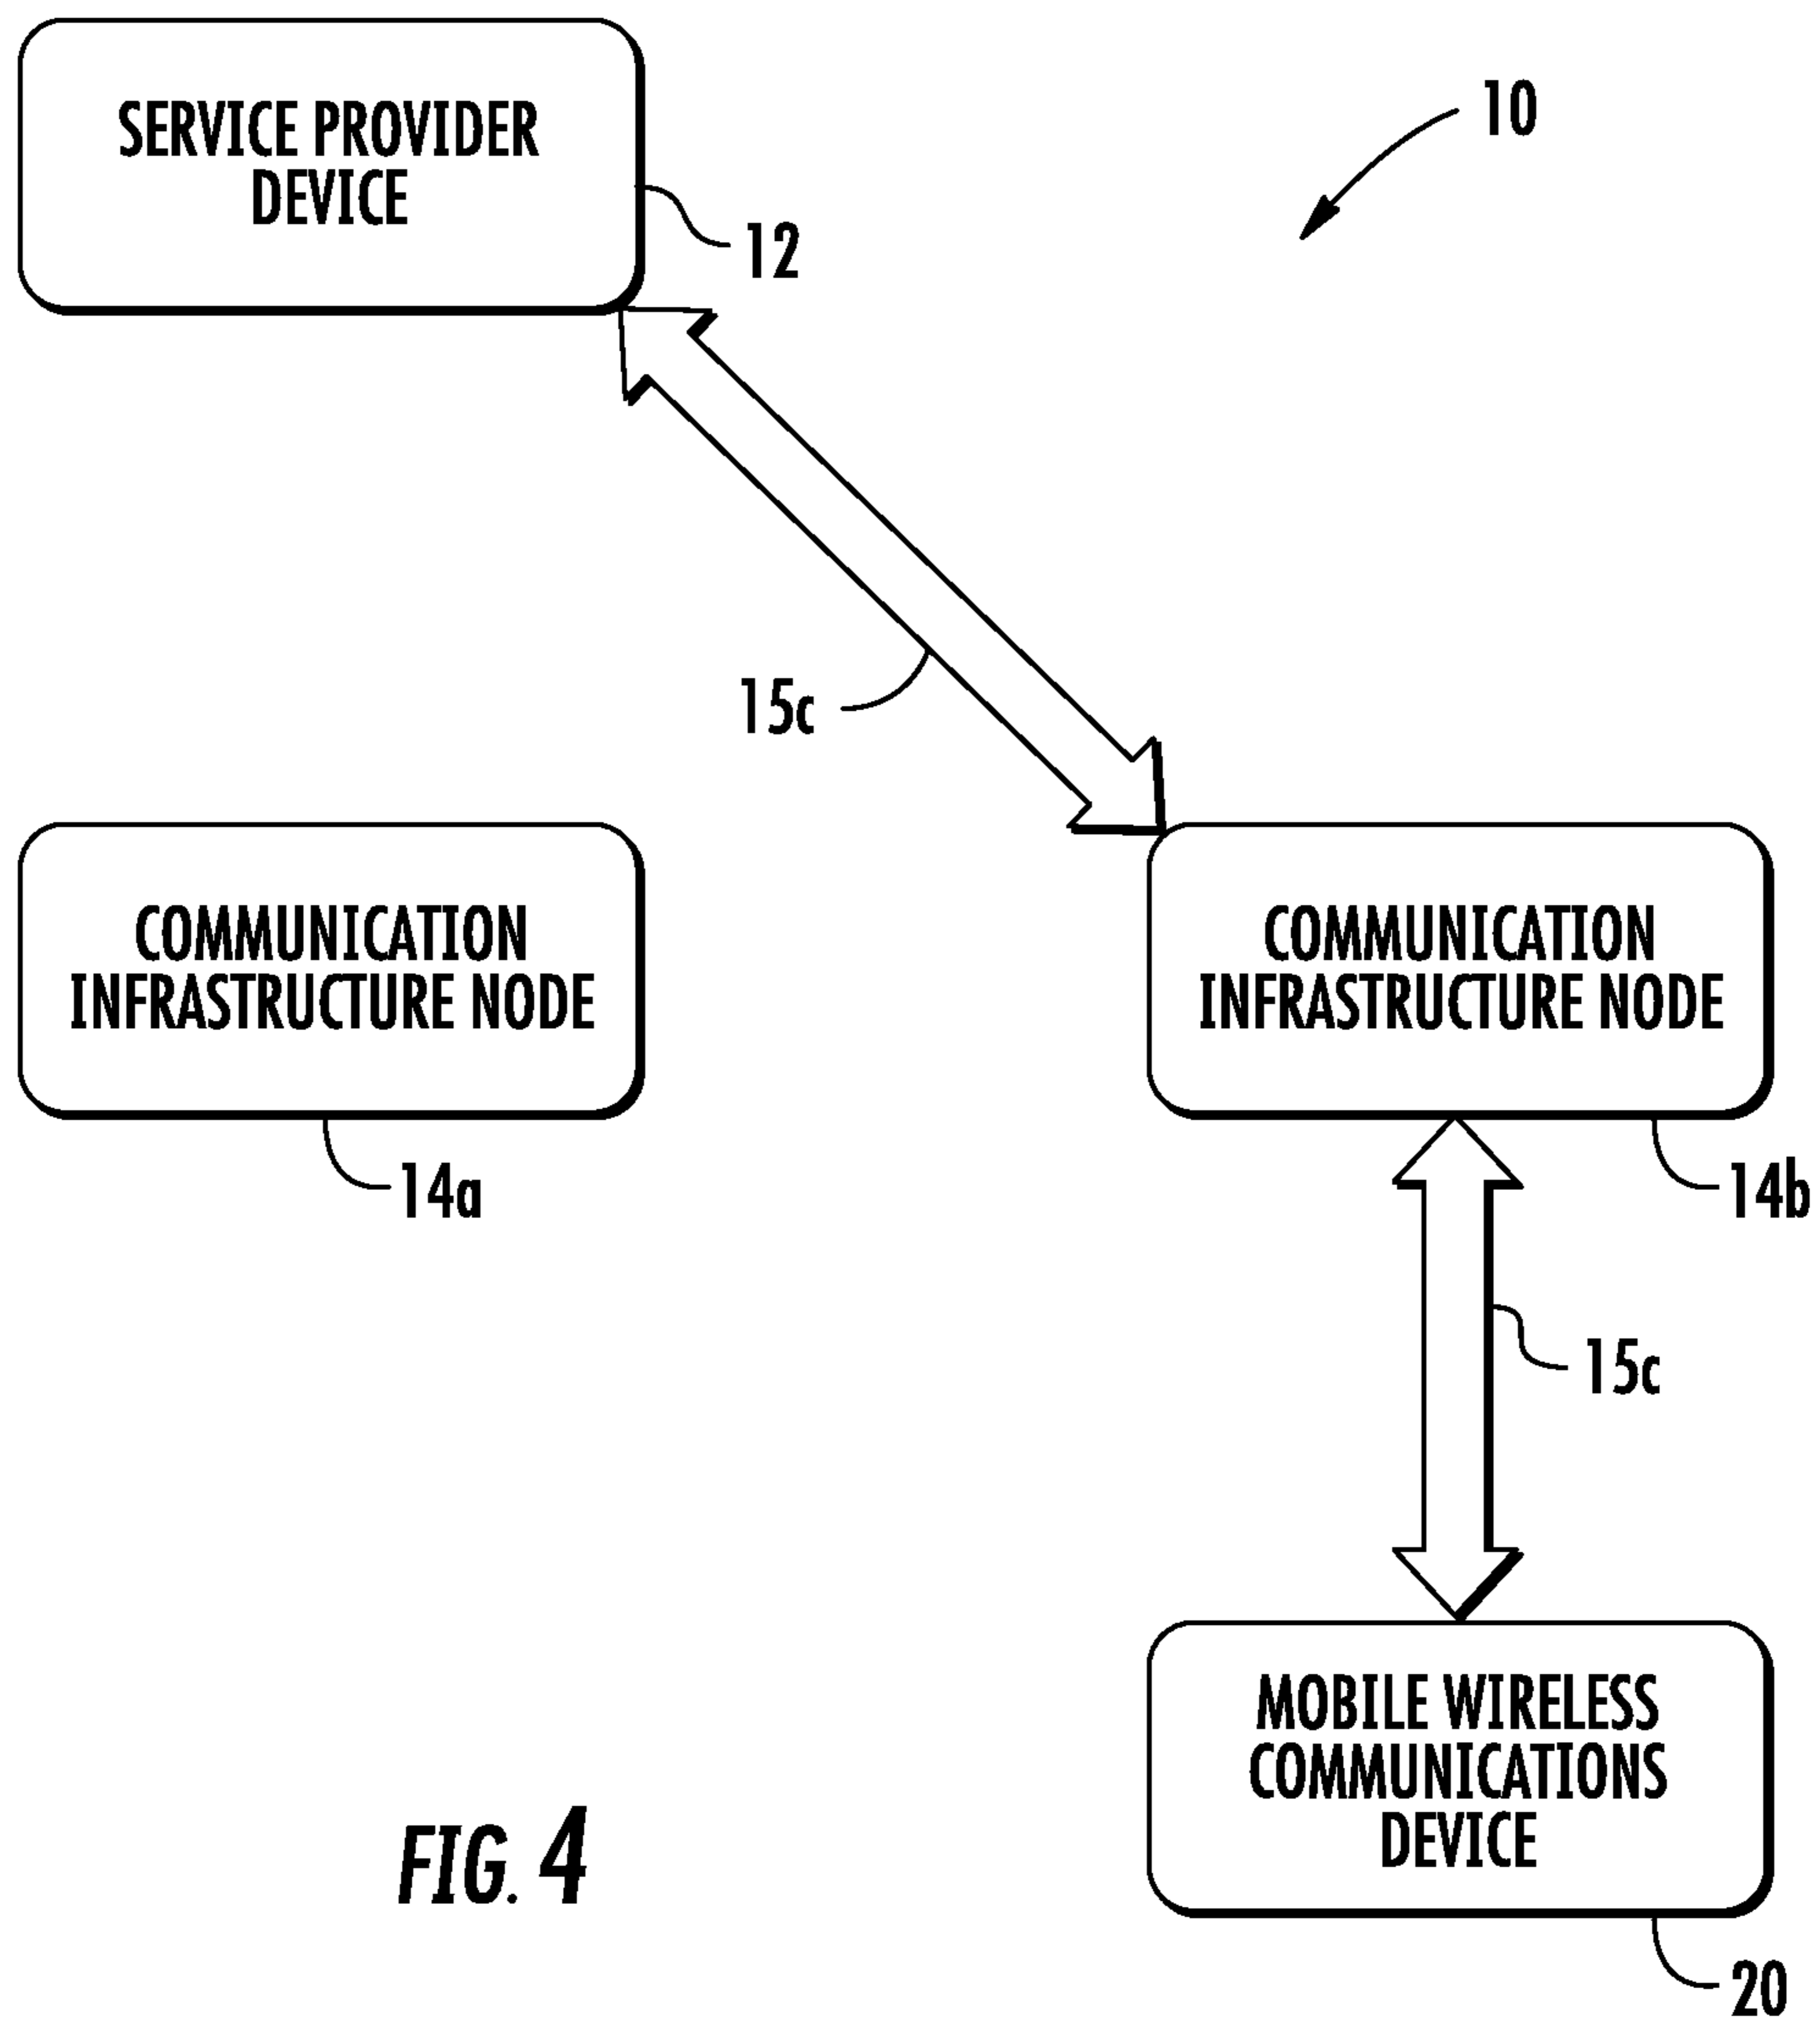 SERVICE PROVIDER
DEVICE
10
12
15c
COMMUNICATION
INFRASTRUCTURE NODE
COMMUNICATION
INFRASTRUCTURE NODE
14a
14b
15c
MOBILE WIRELESS
COMMUNICATIONS
DEVICE
FIG. 4
20